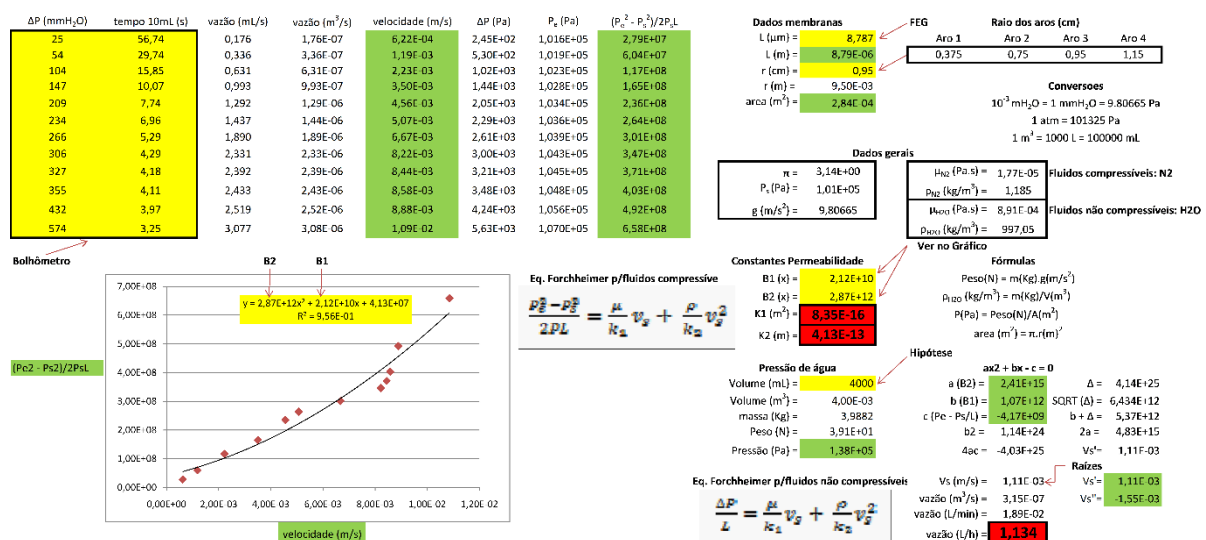 ΔP (mmH2O) tempo 10mL (s) vazão (mL/s) vazão (m³/s) velocidade (m/s) ΔP (Pa) Pe (Pa) (Pe² - Ps²)/2PsL
25 56,74 0,176 1,76E-07 6,22E-04 2,45E+02 1,016E+05 2,79E+07
54 29,74 0,336 3,36E-07 1,19E-03 5,30E+02 1,019E+05 6,04E+07
104 15,85 0,631 6,31E-07 2,23E-03 1,02E+03 1,023E+05 1,17E+08
147 10,07 0,993 9,93E-07 3,50E-03 1,44E+03 1,028E+05 1,65E+08
209 7,74 1,292 1,29E-06 4,56E-03 2,05E+03 1,034E+05 2,36E+08
234 6,96 1,437 1,44E-06 5,07E-03 2,29E+03 1,036E+05 2,64E+08
266 5,29 1,890 1,89E-06 6,67E-03 2,61E+03 1,039E+05 3,01E+08
306 4,29 2,331 2,33E-06 8,22E-03 3,00E+03 1,043E+05 3,47E+08
327 4,18 2,392 2,39E-06 8,44E-03 3,21E+03 1,045E+05 3,71E+08
355 4,11 2,433 2,43E-06 8,58E-03 3,48E+03 1,048E+05 4,03E+08
432 3,97 2,519 2,52E-06 8,88E-03 4,24E+03 1,056E+05 4,92E+08
574 3,25 3,077 3,08E-06 1,09E-02 5,63E+03 1,070E+05 6,58E+08
Bolhômetro
B2 B1
y = 2,87E+12x² + 2,12E+10x + 4,13E+07
R² = 9,56E-01
7,00E+08
6,00E+08
5,00E+08
(Pe2 - Ps2)/2PsL
4,00E+08
3,00E+08
2,00E+08
1,00E+08
0,00E+00
0,00E+00 2,00E-03 4,00E-03 6,00E-03 8,00E-03 1,00E-02 1,20E-02
velocidade (m/s)
Dados membranas FEG Raio dos aros (cm)
L (µm) = 8,787 Aro 1 Aro 2 Aro 3 Aro 4
L (m) = 8,79E-06 0,375 0,75 0,95 1,15
r (cm) = 0,95
r (m) = 9,50E-03
area (m²) = 2,84E-04
Conversoes
10⁻³ mH2O = 1 mmH2O = 9.80665 Pa
1 atm = 101325 Pa
1 m³ = 1000 L = 100000 mL
Dados gerais
π = 3,14E+00
Ps (Pa) = 1,01E+05
g (m/s²) = 9,80665
µN2 (Pa.s) = 1,77E-05 Fluidos compressíveis: N2
ρN2 (kg/m³) = 1,185
µH2O (Pa.s) = 8,91E-04 Fluidos não compressíveis: H2O
ρH2O (kg/m³) = 997,05
Ver no Gráfico
Eq. Forchheimer p/fluidos compressíve
Constantes Permeabilidade
B1 (x) = 2,12E+10
B2 (x) = 2,87E+12
K1 (m²) = 8,35E-16
K2 (m) = 4,13E-13
Fórmulas
Peso(N) = m(Kg).g(m/s²)
ρH2O (kg/m³) = m(Kg)/V(m³)
P(Pa) = Peso(N)/A(m²)
area (m²) = π.r(m)²
Hipótese
Pressão de água
Volume (mL) = 4000
Volume (m³) = 4,00E-03
massa (Kg) = 3,9882
Peso (N) = 3,91E+01
Pressão (Pa) = 1,38E+05
ax2 + bx - c = 0
a (B2) = 2,41E+15 Δ = 4,14E+25
b (B1) = 1,07E+12 SQRT (Δ) = 6,434E+12
c (Pe - Ps/L) = -4,17E+09 b + Δ = 5,37E+12
b2 = 1,14E+24 2a = 4,83E+15
4ac = -4,03E+25 Vs'= 1,11E-03
Raízes
Eq. Forchheimer p/fluidos não compressíveis
ΔP/L = µ/k₁ v_g + ρ/k₂ v_g²
Vs (m/s) = 1,11E-03 Vs'= 1,11E-03
vazão (m³/s) = 3,15E-07 Vs''= -1,55E-03
vazão (L/min) = 1,89E-02
vazão (L/h) = 1,134